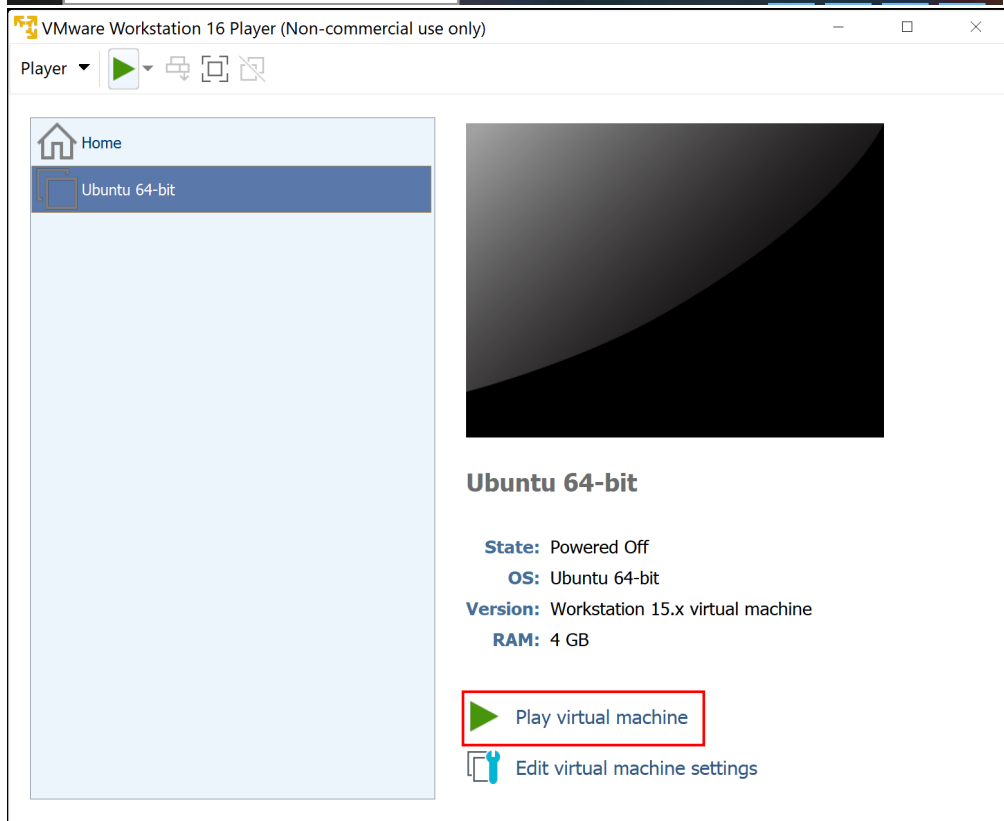 VMware Workstation 16 Player (Non-commercial use only)
Player
Home
Ubuntu 64-bit
Ubuntu 64-bit
State: Powered Off
OS: Ubuntu 64-bit
Version: Workstation 15.x virtual machine
RAM: 4 GB
Play virtual machine
Edit virtual machine settings